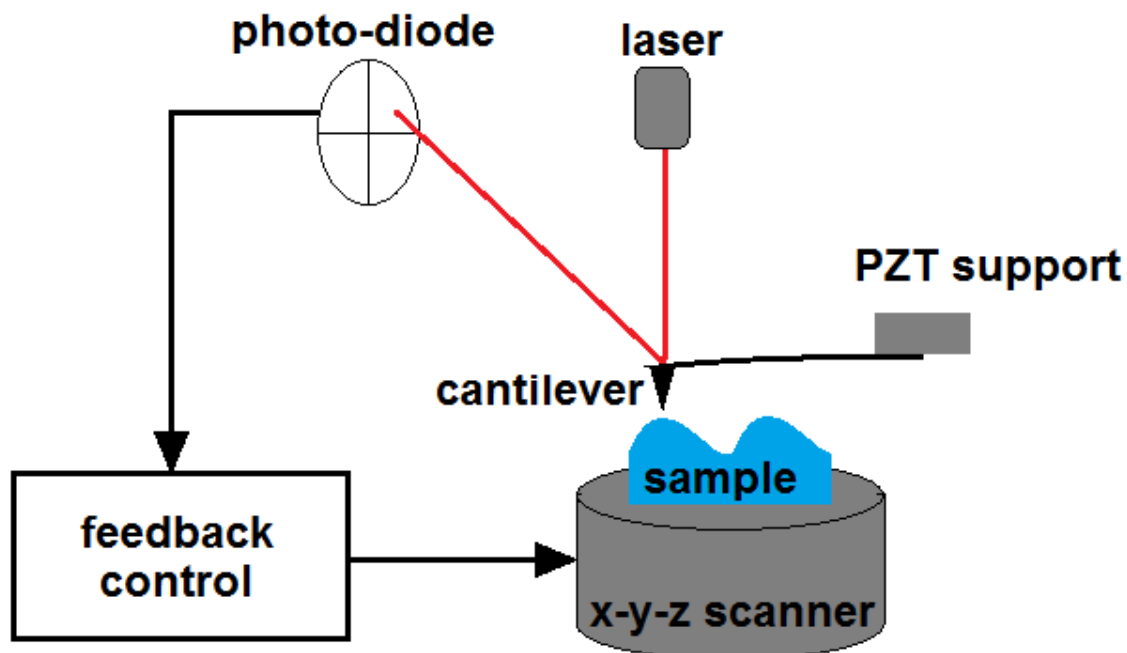 photo-diode
laser
PZT support
cantilever
sample
feedback
control
x-y-z scanner